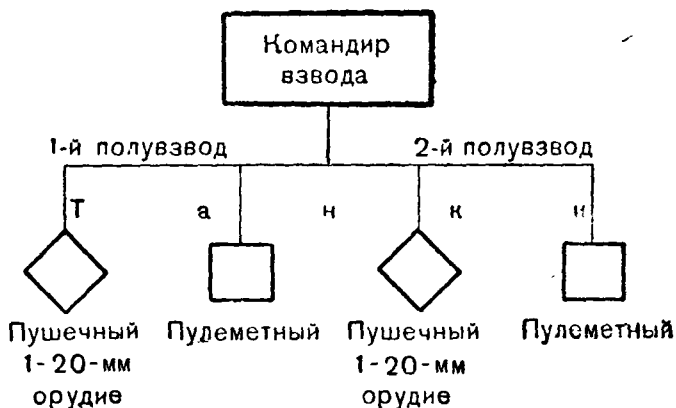 Командир
взвода
1-й полувзвод 2-й полувзвод
Т а н к и
Пушечный Пулеметный Пушечный Пулеметный
1-20-мм 1-20-мм
орудие орудие